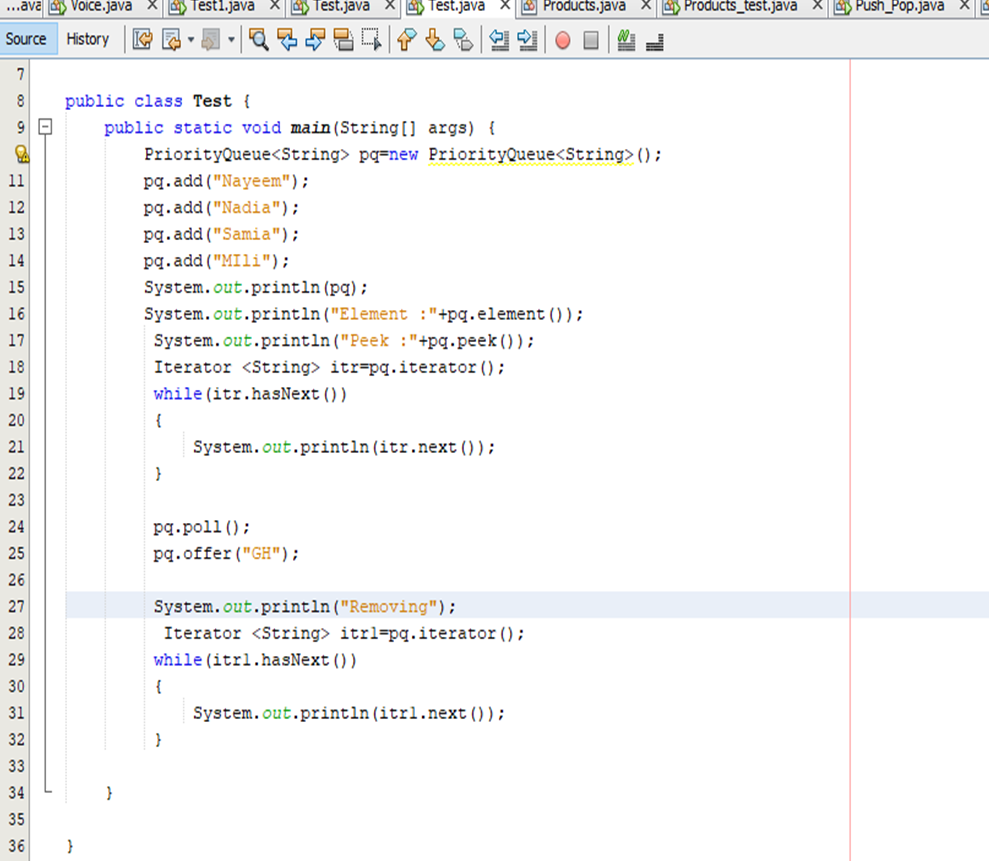 ...ava Voice.java Test1.java Test.java Test.java Products.java Products_test.java Push_Pop.java
Source History
7
8 public class Test {
9 public static void main(String[] args) {
PriorityQueue<String> pq=new PriorityQueue<String>();
11 pq.add("Nayeem");
12 pq.add("Nadia");
13 pq.add("Samia");
14 pq.add("MIli");
15 System.out.println(pq);
16 System.out.println("Element :"+pq.element());
17 System.out.println("Peek :"+pq.peek());
18 Iterator <String> itr=pq.iterator();
19 while(itr.hasNext())
20 {
21 System.out.println(itr.next());
22 }
23
24 pq.poll();
25 pq.offer("GH");
26
27 System.out.println("Removing");
28 Iterator <String> itr1=pq.iterator();
29 while(itr1.hasNext())
30 {
31 System.out.println(itr1.next());
32 }
33
34 }
35
36 }